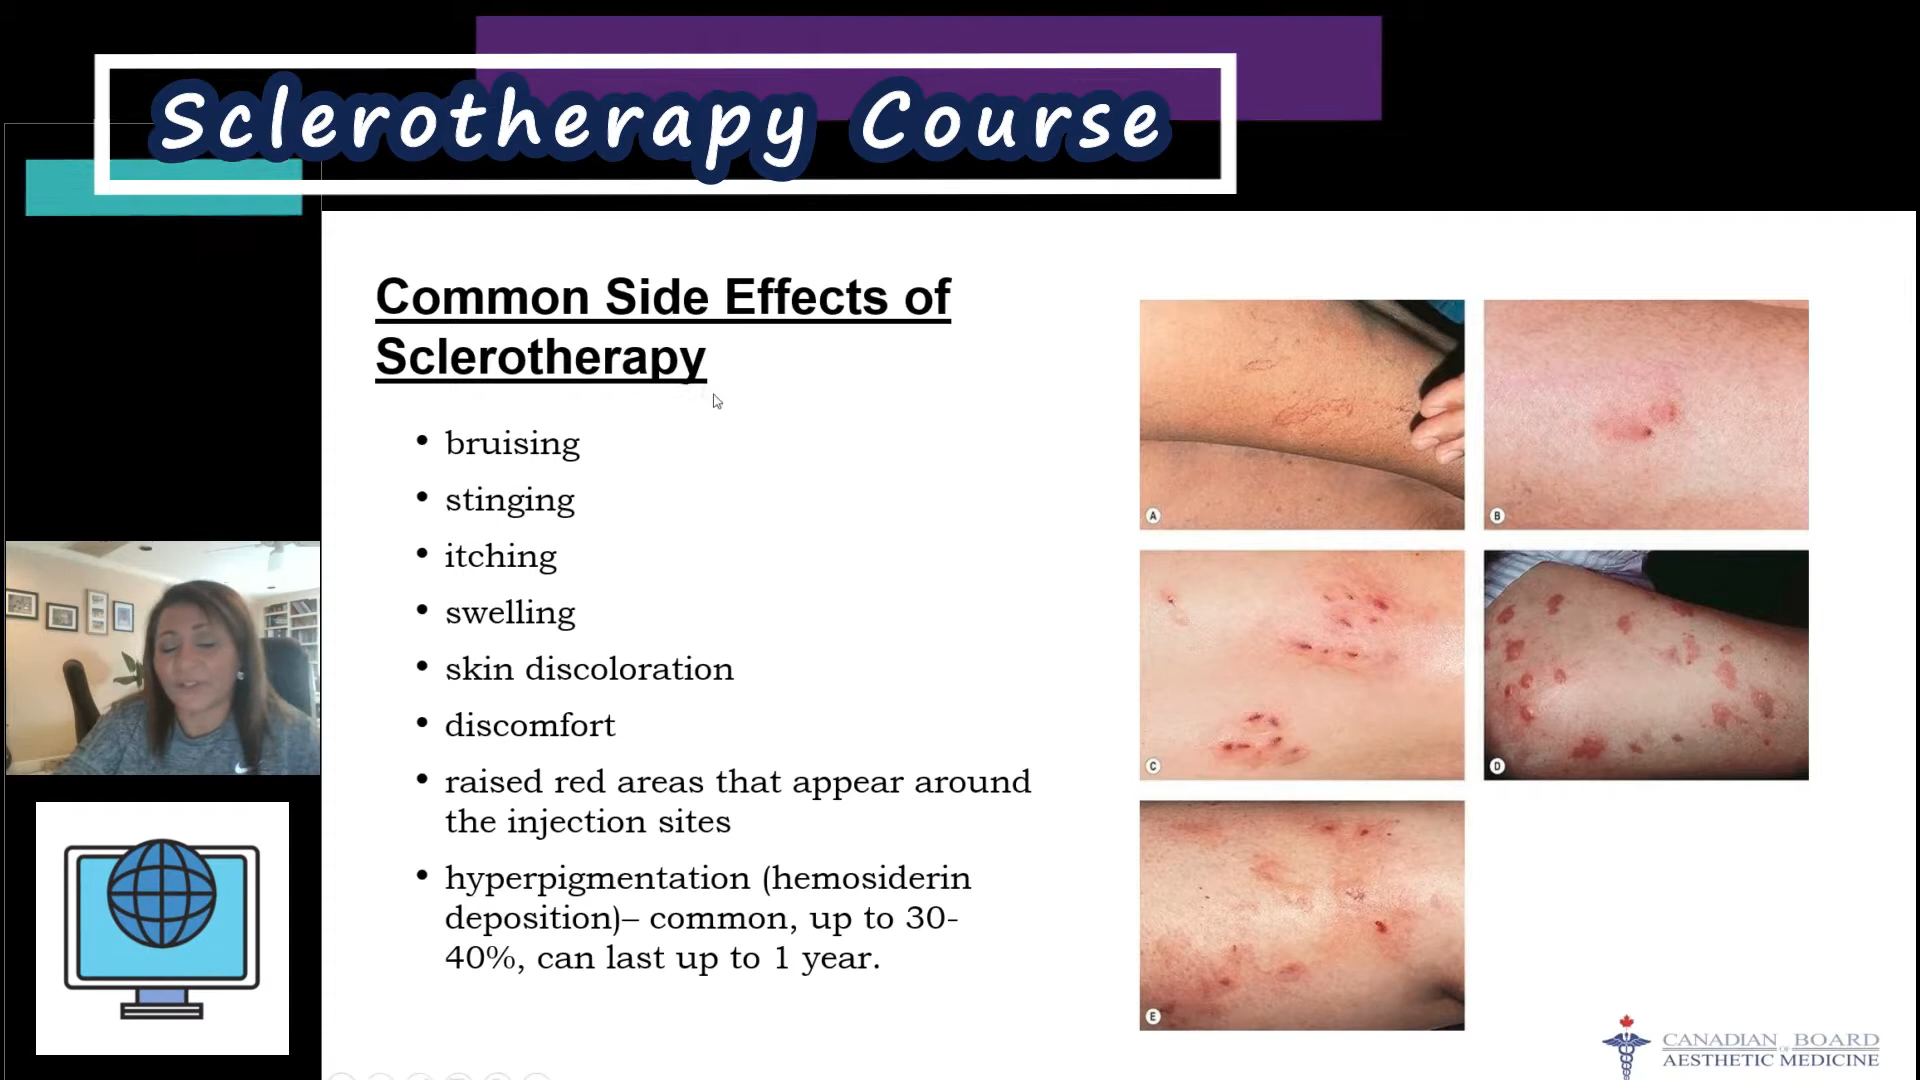 Sclerotherapy Course
Common Side Effects of
Sclerotherapy
• bruising
• stinging
• itching
• swelling
• skin discoloration
• discomfort
• raised red areas that appear around
the injection sites
• hyperpigmentation (hemosiderin
deposition)– common, up to 30-
40%, can last up to 1 year.
A
B
C
D
E
CANADIAN OF BOARD
AESTHETIC MEDICINE